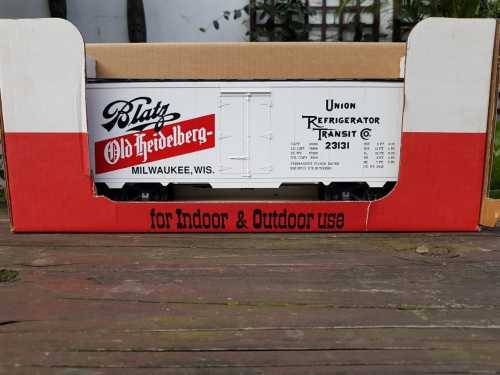 Blatz
Old Heidelberg-
MILWAUKEE, WIS.
Union
Refrigerator
Transit Co.
23131
for Indoor & Outdoor use